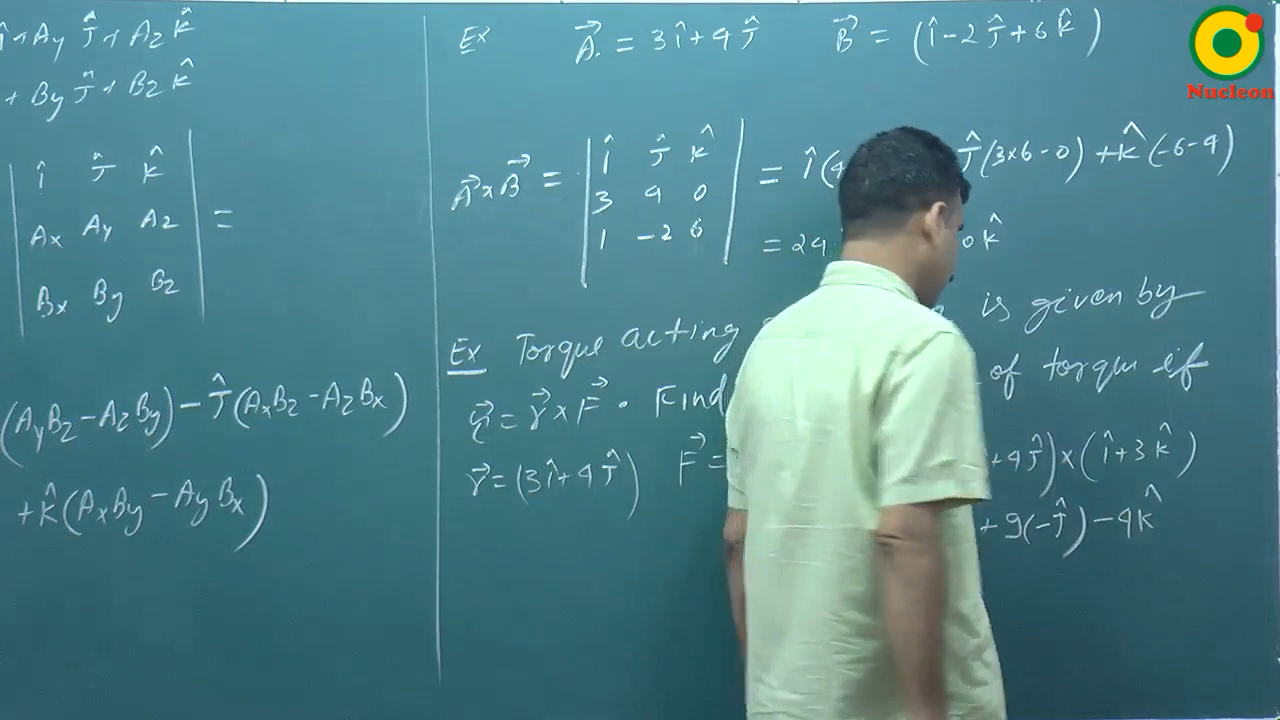 î+Ay ĵ+Az k̂
+ By ĵ+ Bz k̂
î ĵ k̂
Ax Ay Az =
Bx By Bz
(AyBz-AzBy)-ĵ(AxBz-AzBx)
+k̂(AxBy-AyBx)
Ex A⃗ = 3î+4ĵ B⃗ = (î-2ĵ+6k̂)
A⃗×B⃗ = î ĵ k̂ = î(4 ĵ(3×6-0)+k̂(-6-4)
3 4 0
1 -2 6 = 24 0k̂
Ex Torque acting is given by
τ⃗ = r⃗×F⃗. Find of torque if
r⃗=(3î+4ĵ) F⃗= +4ĵ)×(î+3k̂)
+ 9(-ĵ)-4k̂
Nucleon